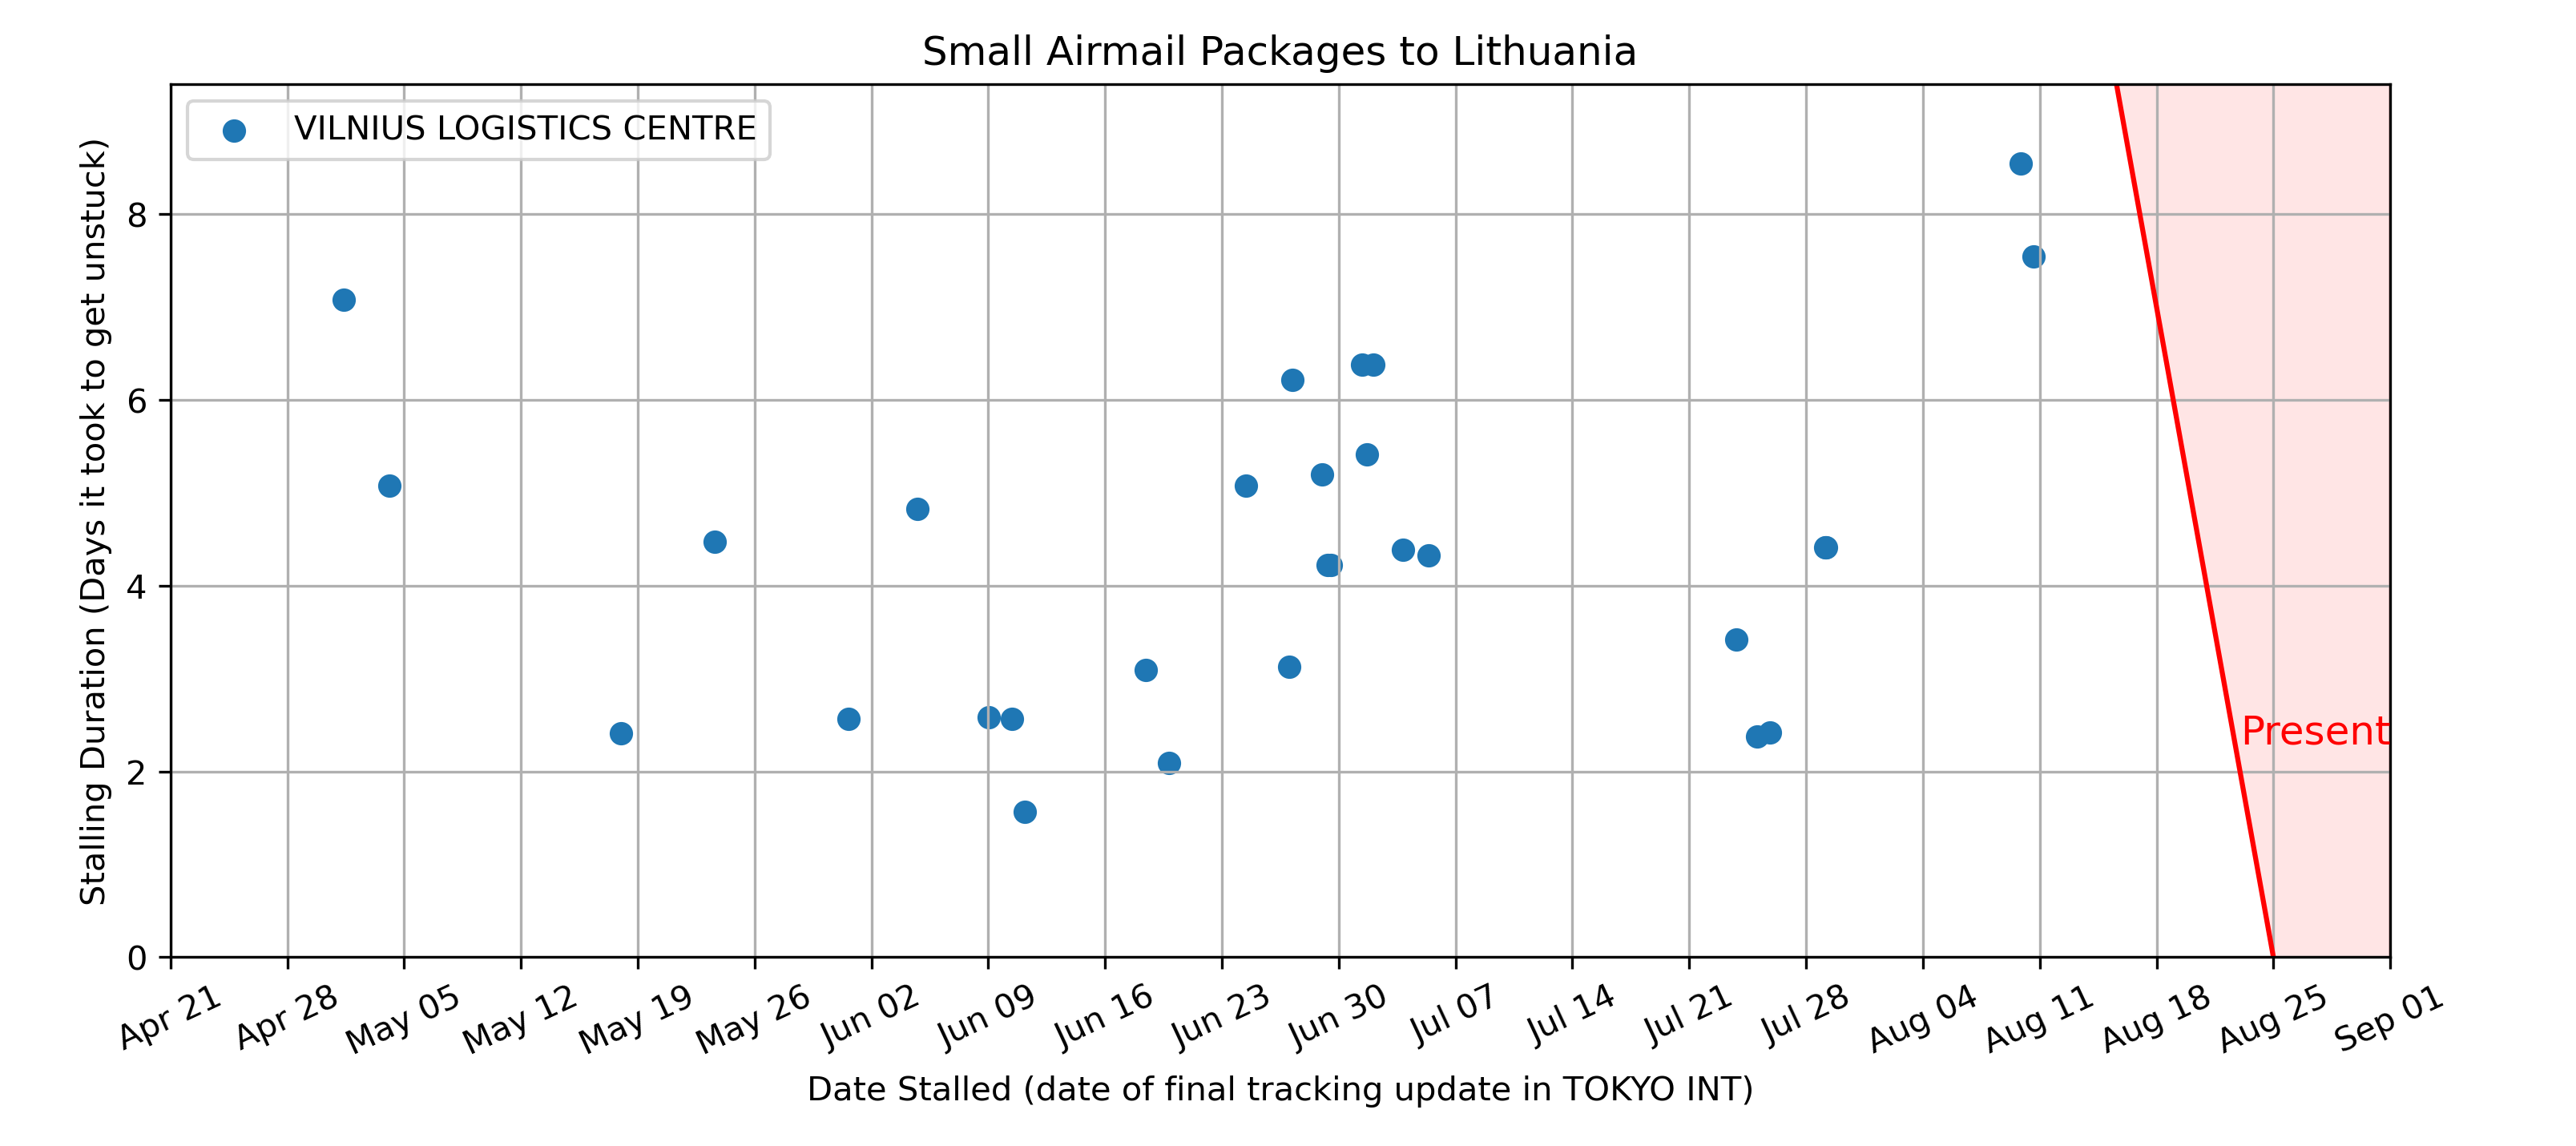 Small Airmail Packages to Lithuania
VILNIUS LOGISTICS CENTRE
Stalling Duration (Days it took to get unstuck)
8
6
4
2
0
Present
Apr 21
Apr 28
May 05
May 12
May 19
May 26
Jun 02
Jun 09
Jun 16
Jun 23
Jun 30
Jul 07
Jul 14
Jul 21
Jul 28
Aug 04
Aug 11
Aug 18
Aug 25
Sep 01
Date Stalled (date of final tracking update in TOKYO INT)